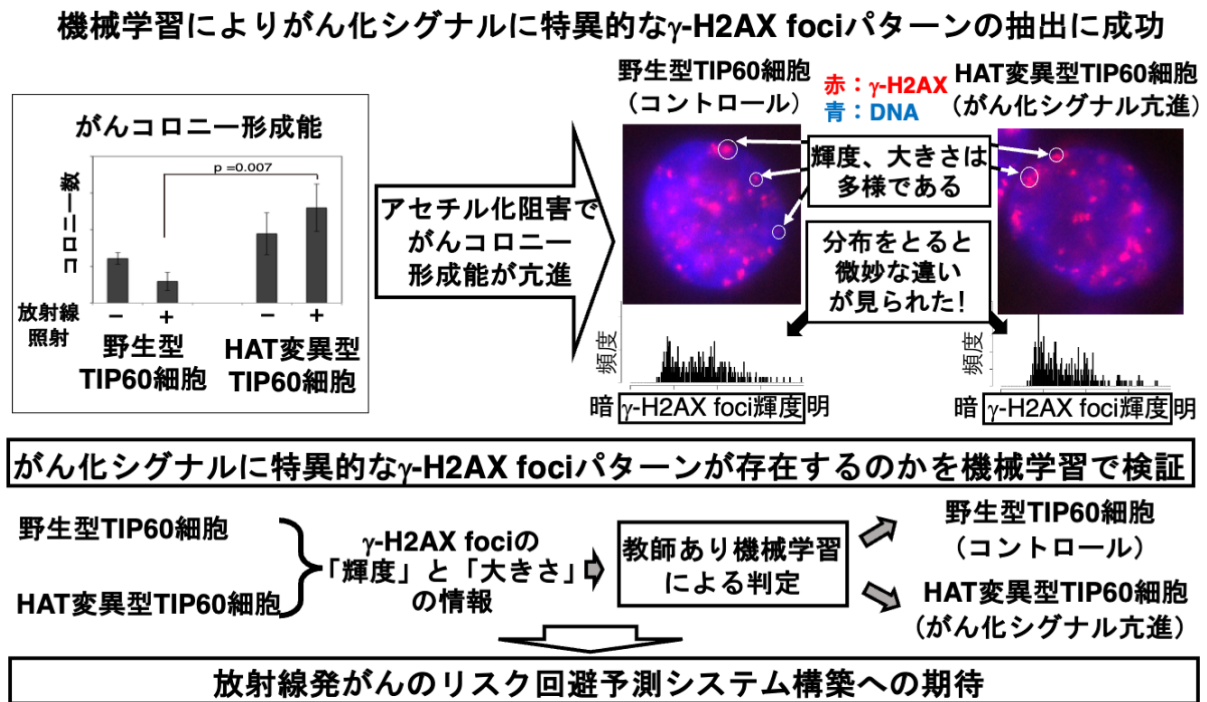 機械学習によりがん化シグナルに特異的なγ-H2AX fociパターンの抽出に成功
がんコロニー形成能
コロニー数
p =0.007
放射線
照射
−
+
−
+
野生型
TIP60細胞
HAT変異型
TIP60細胞
アセチル化阻害で
がんコロニー
形成能が亢進
野生型TIP60細胞
(コントロール)
赤：γ-H2AX
青：DNA
HAT変異型TIP60細胞
(がん化シグナル亢進)
輝度、大きさは
多様である
分布をとると
微妙な違い
が見られた!
頻度
暗 γ-H2AX foci輝度 明
頻度
暗 γ-H2AX foci輝度 明
がん化シグナルに特異的なγ-H2AX fociパターンが存在するのかを機械学習で検証
野生型TIP60細胞
HAT変異型TIP60細胞
γ-H2AX fociの
「輝度」と「大きさ」
の情報
教師あり機械学習
による判定
野生型TIP60細胞
(コントロール)
HAT変異型TIP60細胞
(がん化シグナル亢進)
放射線発がんのリスク回避予測システム構築への期待